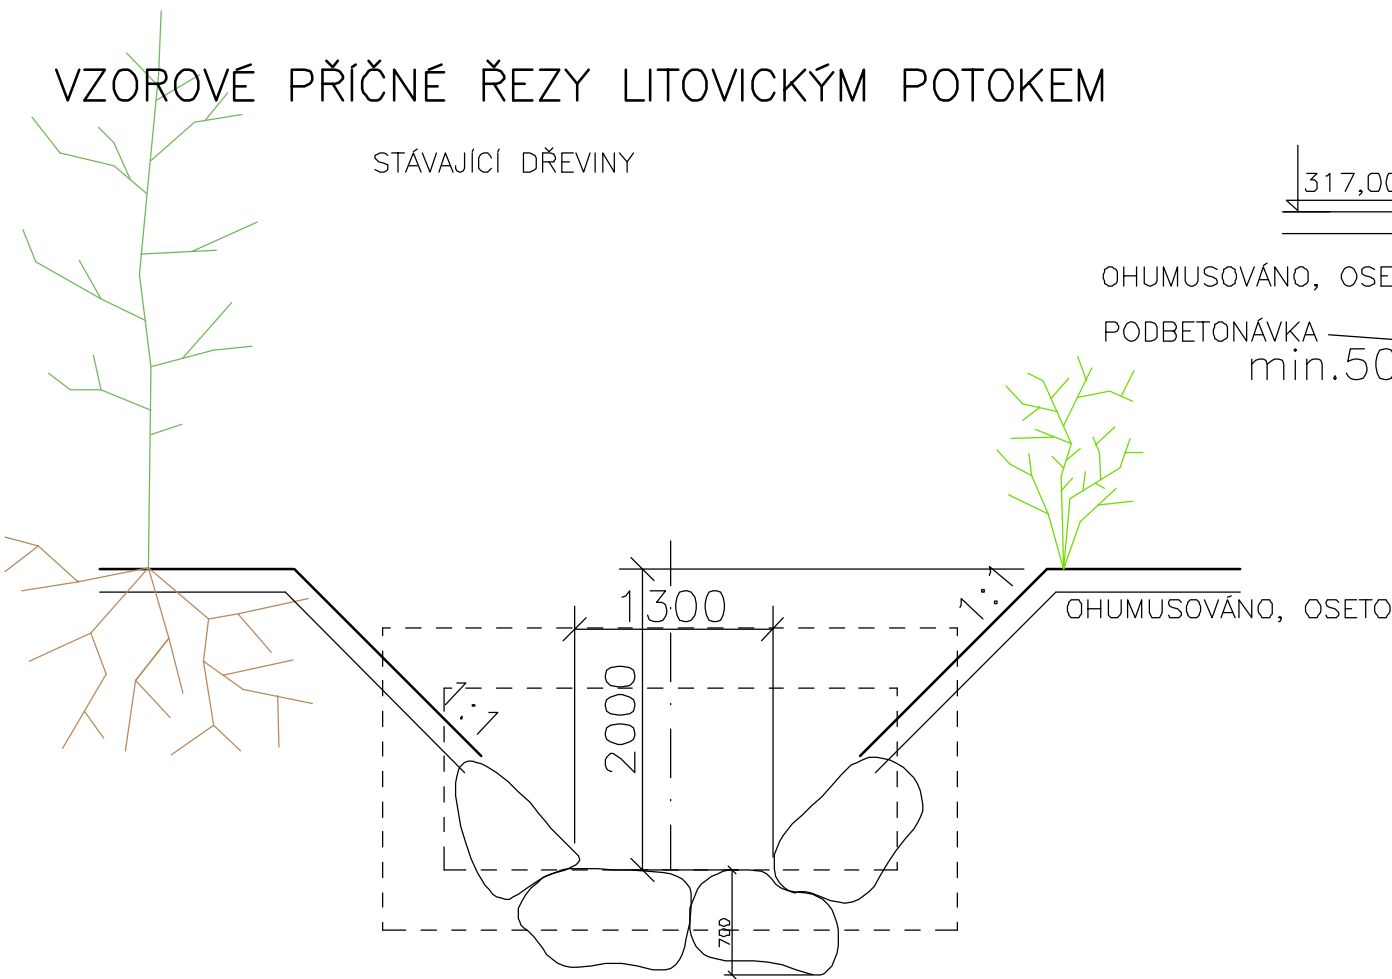 VZOROVÉ PŘÍČNÉ ŘEZY LITOVICKÝM POTOKEM
STÁVAJÍCÍ DŘEVINY
317,00
OHUMUSOVÁNO, OSE
PODBETONÁVKA
min.50
1:1
1300
OHUMUSOVÁNO, OSETO
2000
1:1
700